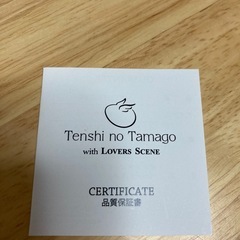 Tenshi no Tamago
with LOVERS SCENE
CERTIFICATE
品質保証書